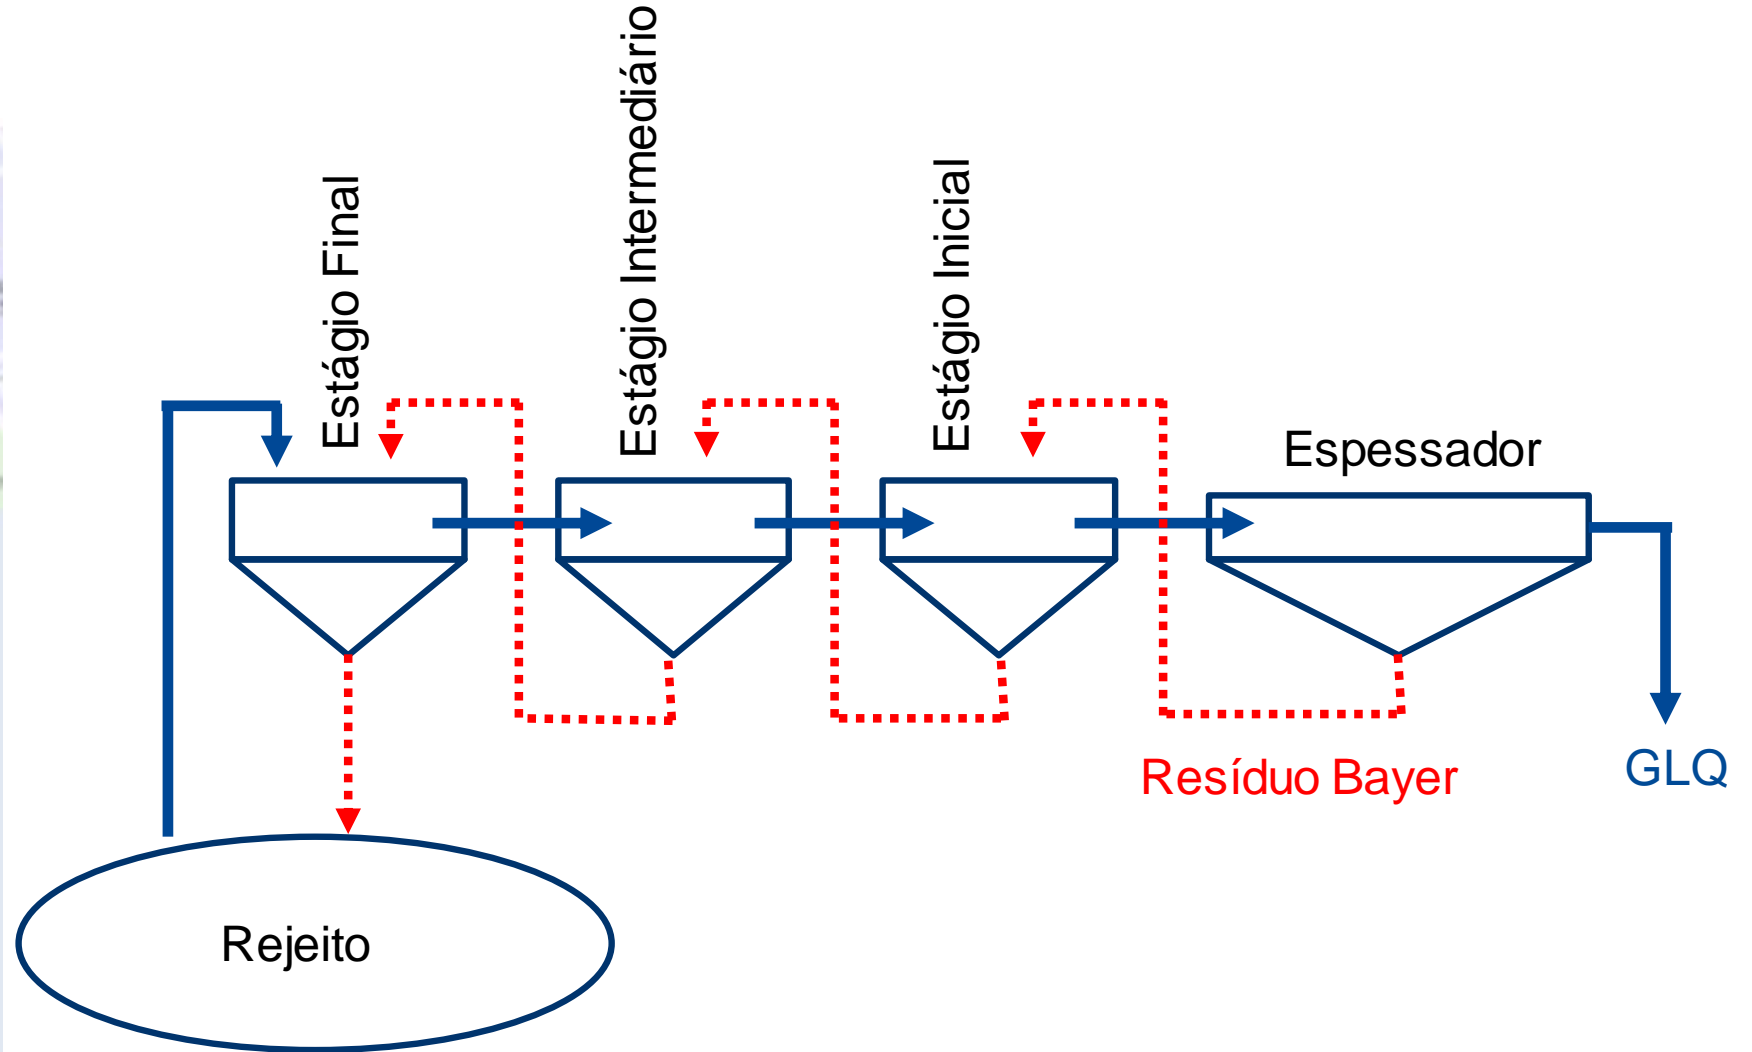 Estágio Final
Estágio Intermediário
Estágio Inicial
Espessador
Resíduo Bayer
GLQ
Rejeito